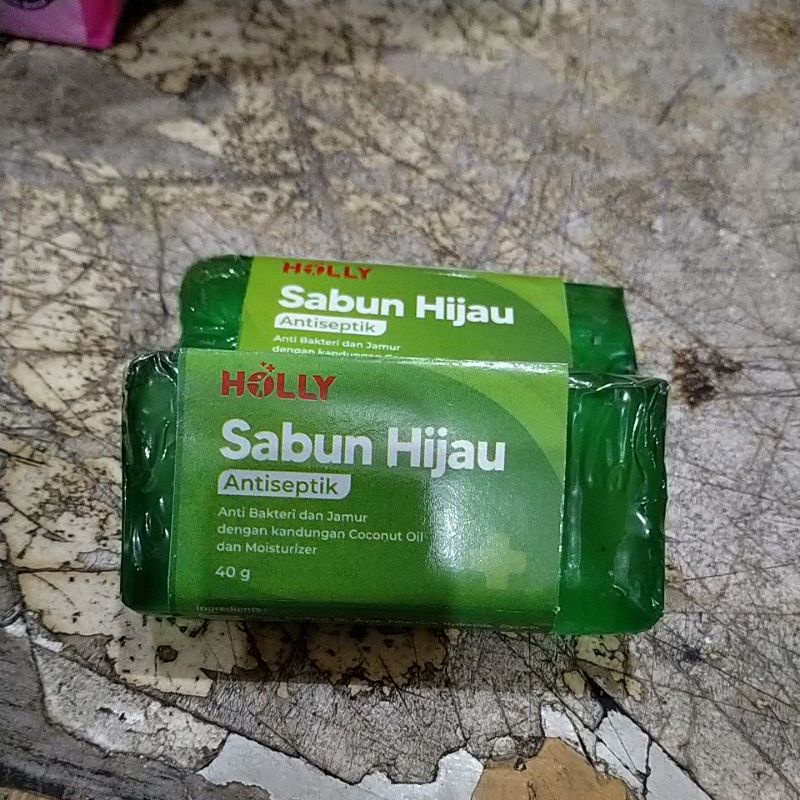 HOLLY
Sabun Hijau
Antiseptik
Anti Bakteri dan Jamur
dengan kandungan
HOLLY
Sabun Hijau
Antiseptik
Anti Bakteri dan Jamur
dengan kandungan Coconut Oil
dan Moisturizer
40 g
Ingredients :